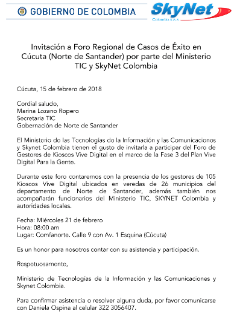 GOBIERNO DE COLOMBIA
SkyNet
Invitación a Foro Regional de Casos de Éxito en
Cúcuta (Norte de Santander) por parte del Ministerio
TIC y SkyNet Colombia
Cúcuta, 15 de febrero de 2018
Cordial saludo,
Marina Lozano Ropero
Secretaria TIC
Gobernación de Norte de Santander
El Ministerio de las Tecnologías de la Información y las Comunicaciones
y Skynet Colombia tienen el gusto de invitarla a participar del Foro de
Gestores de Kioscos Vive Digital en el marco de la Fase 3 del Plan Vive
Digital Para la Gente.
Durante este foro contaremos con la presencia de los gestores de 105
Kioscos Vive Digital ubicados en veredas de 26 municipios del
departamento de Norte de Santander, además también nos
acompañarán funcionarios del Ministerio TIC, SKYNET Colombia y
autoridades locales.
Fecha: Miércoles 21 de febrero
Hora: 08:00 am
Lugar: Comfanorte. Calle 9 con Av. 1 Esquina (Cúcuta)
Es un honor para nosotros contar con su asistencia y participación.
Respetuosamente,
Ministerio de Tecnologías de la Información y las Comunicaciones y
Skynet Colombia.
Para confirmar asistencia o resolver alguna duda, por favor comunicarse
con Daniela Ospina al celular 322 3056407.